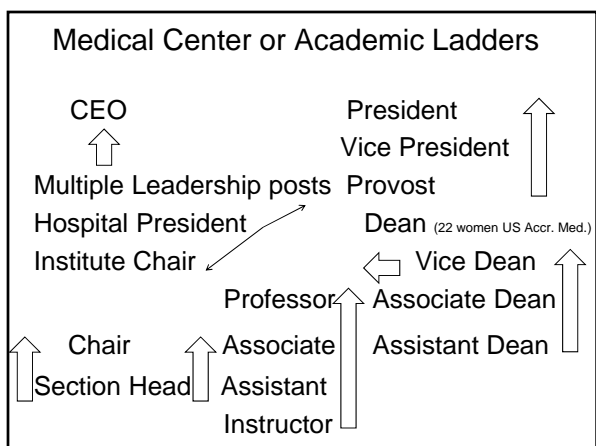 Medical Center or Academic Ladders
CEO President
Vice President
Multiple Leadership posts Provost
Hospital President Dean (22 women US Accr. Med.)
Institute Chair Vice Dean
Professor Associate Dean
Chair Associate Assistant Dean
Section Head Assistant
Instructor